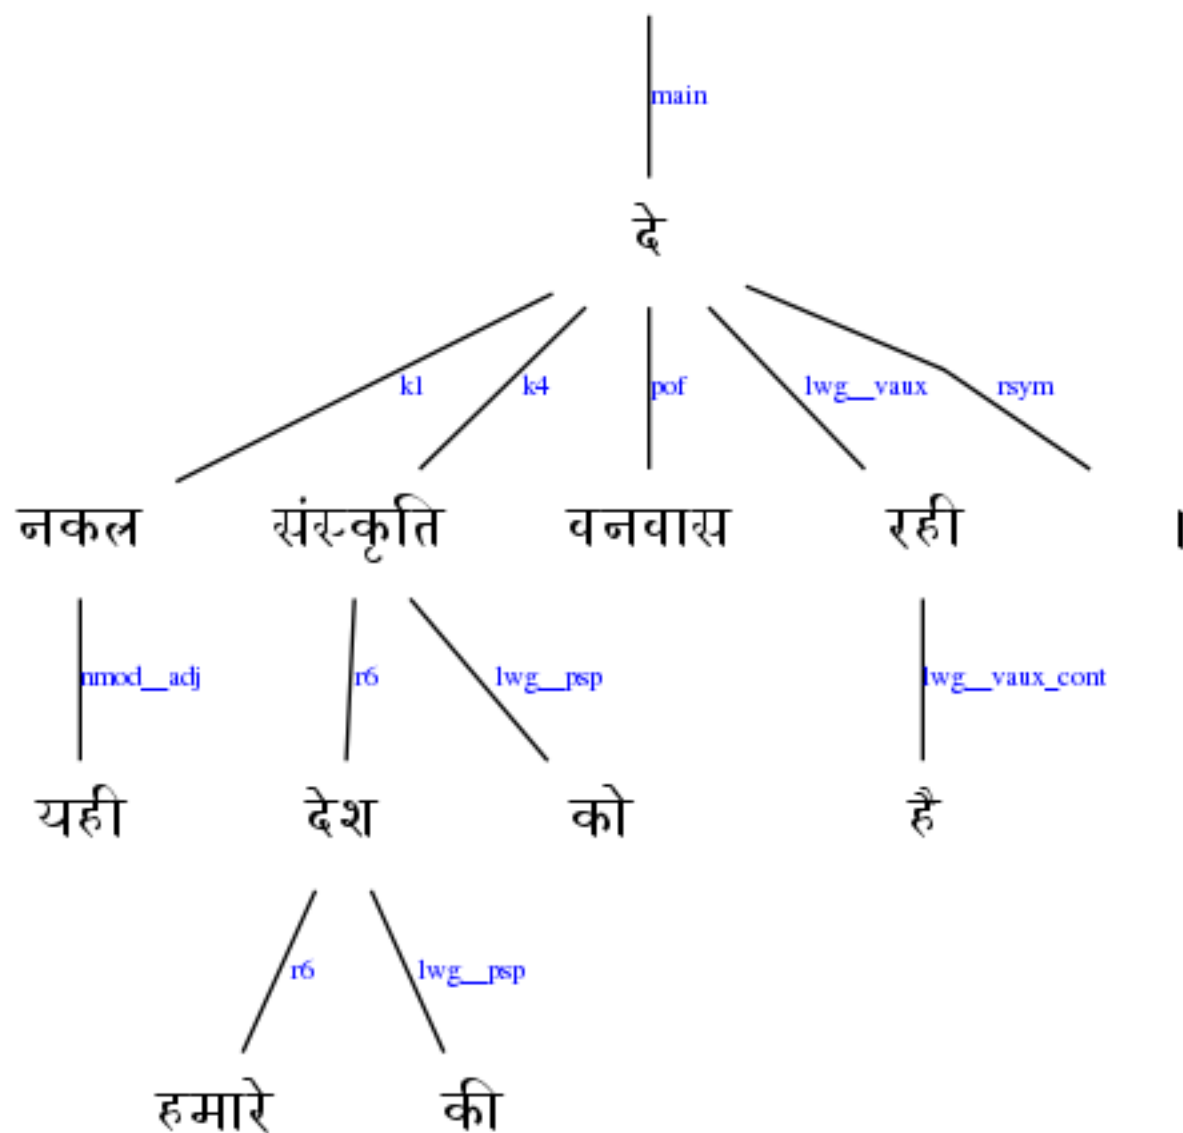 main
दे
k1 k4 pof lwg__vaux rsym
नकल संस्कृति वनवास रही ।
nmod__adj r6 lwg__psp lwg__vaux_cont
यही देश को है
r6 lwg__psp
हमारे की